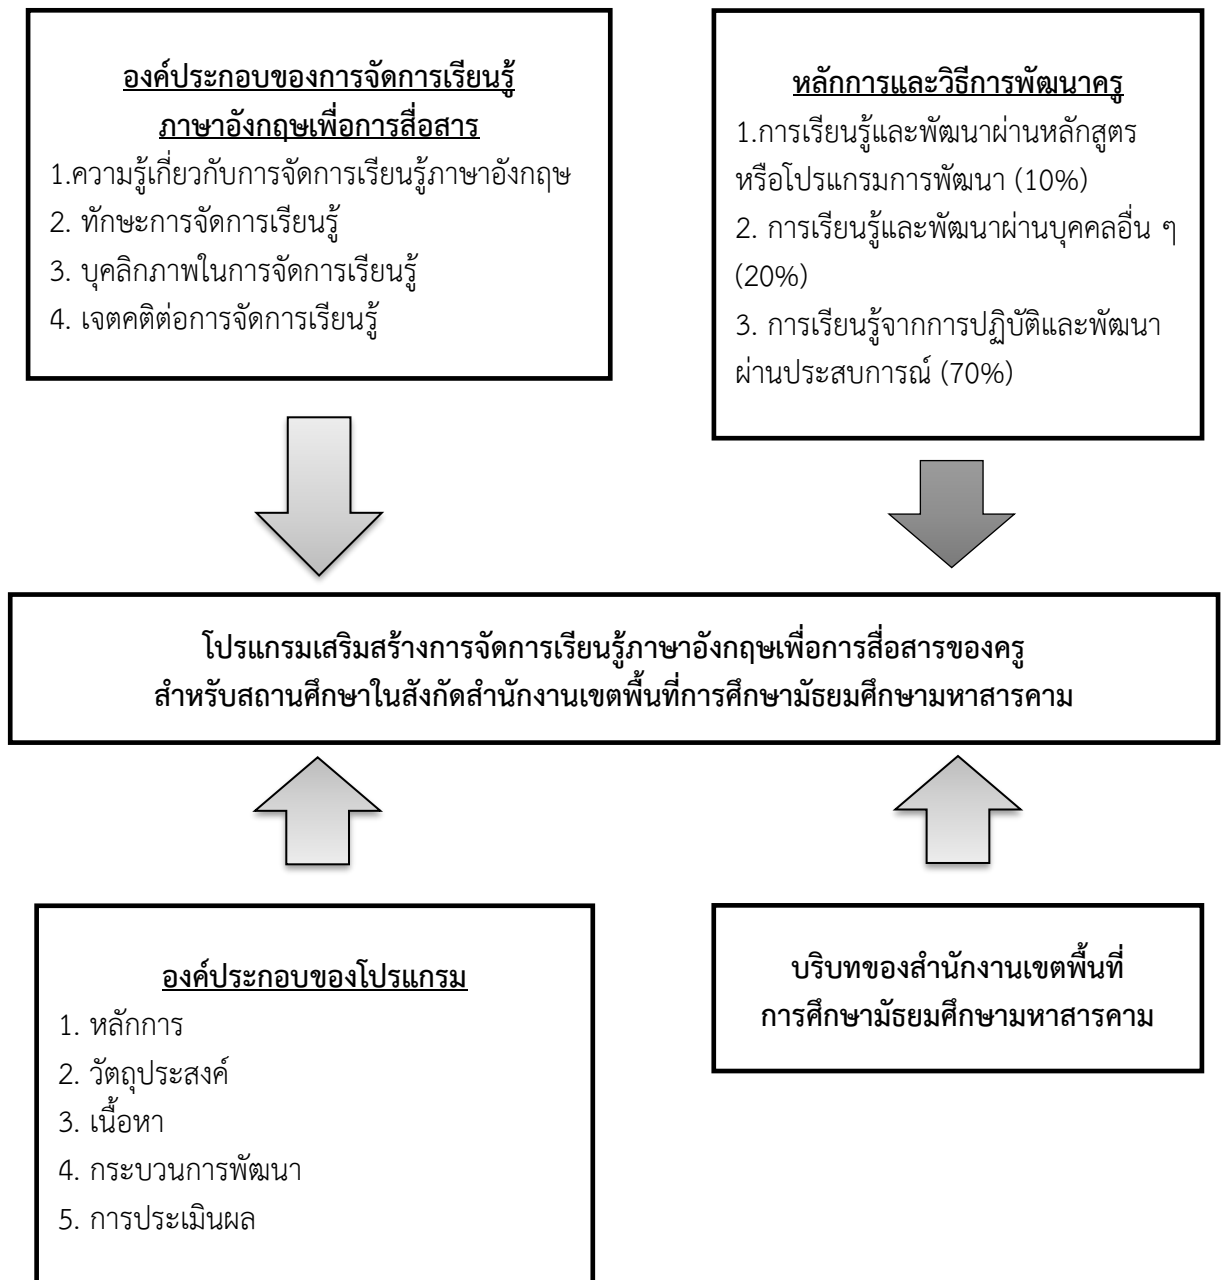 องค์ประกอบของการจัดการเรียนรู้
ภาษาอังกฤษเพื่อการสื่อสาร
1.ความรู้เกี่ยวกับการจัดการเรียนรู้ภาษาอังกฤษ
2. ทักษะการจัดการเรียนรู้
3. บุคลิกภาพในการจัดการเรียนรู้
4. เจตคติต่อการจัดการเรียนรู้
หลักการและวิธีการพัฒนาครู
1.การเรียนรู้และพัฒนาผ่านหลักสูตร
หรือโปรแกรมการพัฒนา (10%)
2. การเรียนรู้และพัฒนาผ่านบุคคลอื่น ๆ
(20%)
3. การเรียนรู้จากการปฏิบัติและพัฒนา
ผ่านประสบการณ์ (70%)
โปรแกรมเสริมสร้างการจัดการเรียนรู้ภาษาอังกฤษเพื่อการสื่อสารของครู
สำหรับสถานศึกษาในสังกัดสำนักงานเขตพื้นที่การศึกษามัธยมศึกษามหาสารคาม
องค์ประกอบของโปรแกรม
1. หลักการ
2. วัตถุประสงค์
3. เนื้อหา
4. กระบวนการพัฒนา
5. การประเมินผล
บริบทของสำนักงานเขตพื้นที่
การศึกษามัธยมศึกษามหาสารคาม